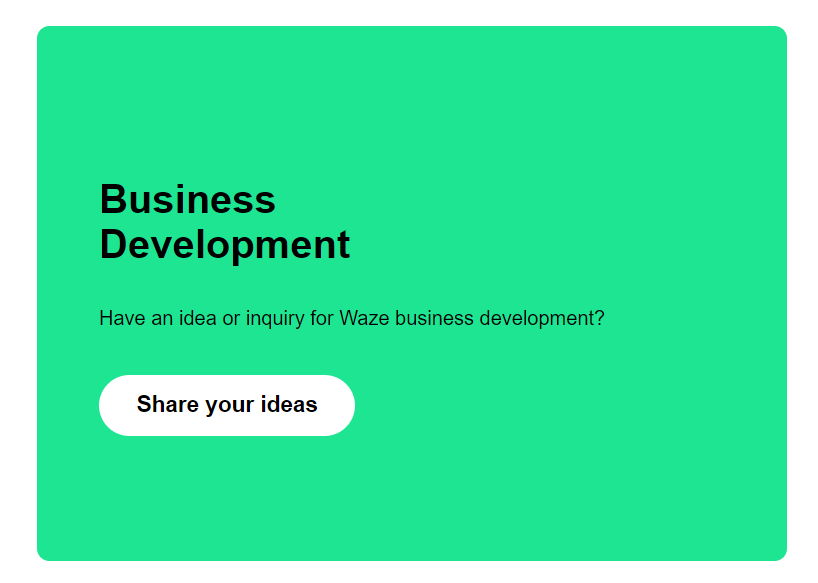 Business
Development
Have an idea or inquiry for Waze business development?
Share your ideas